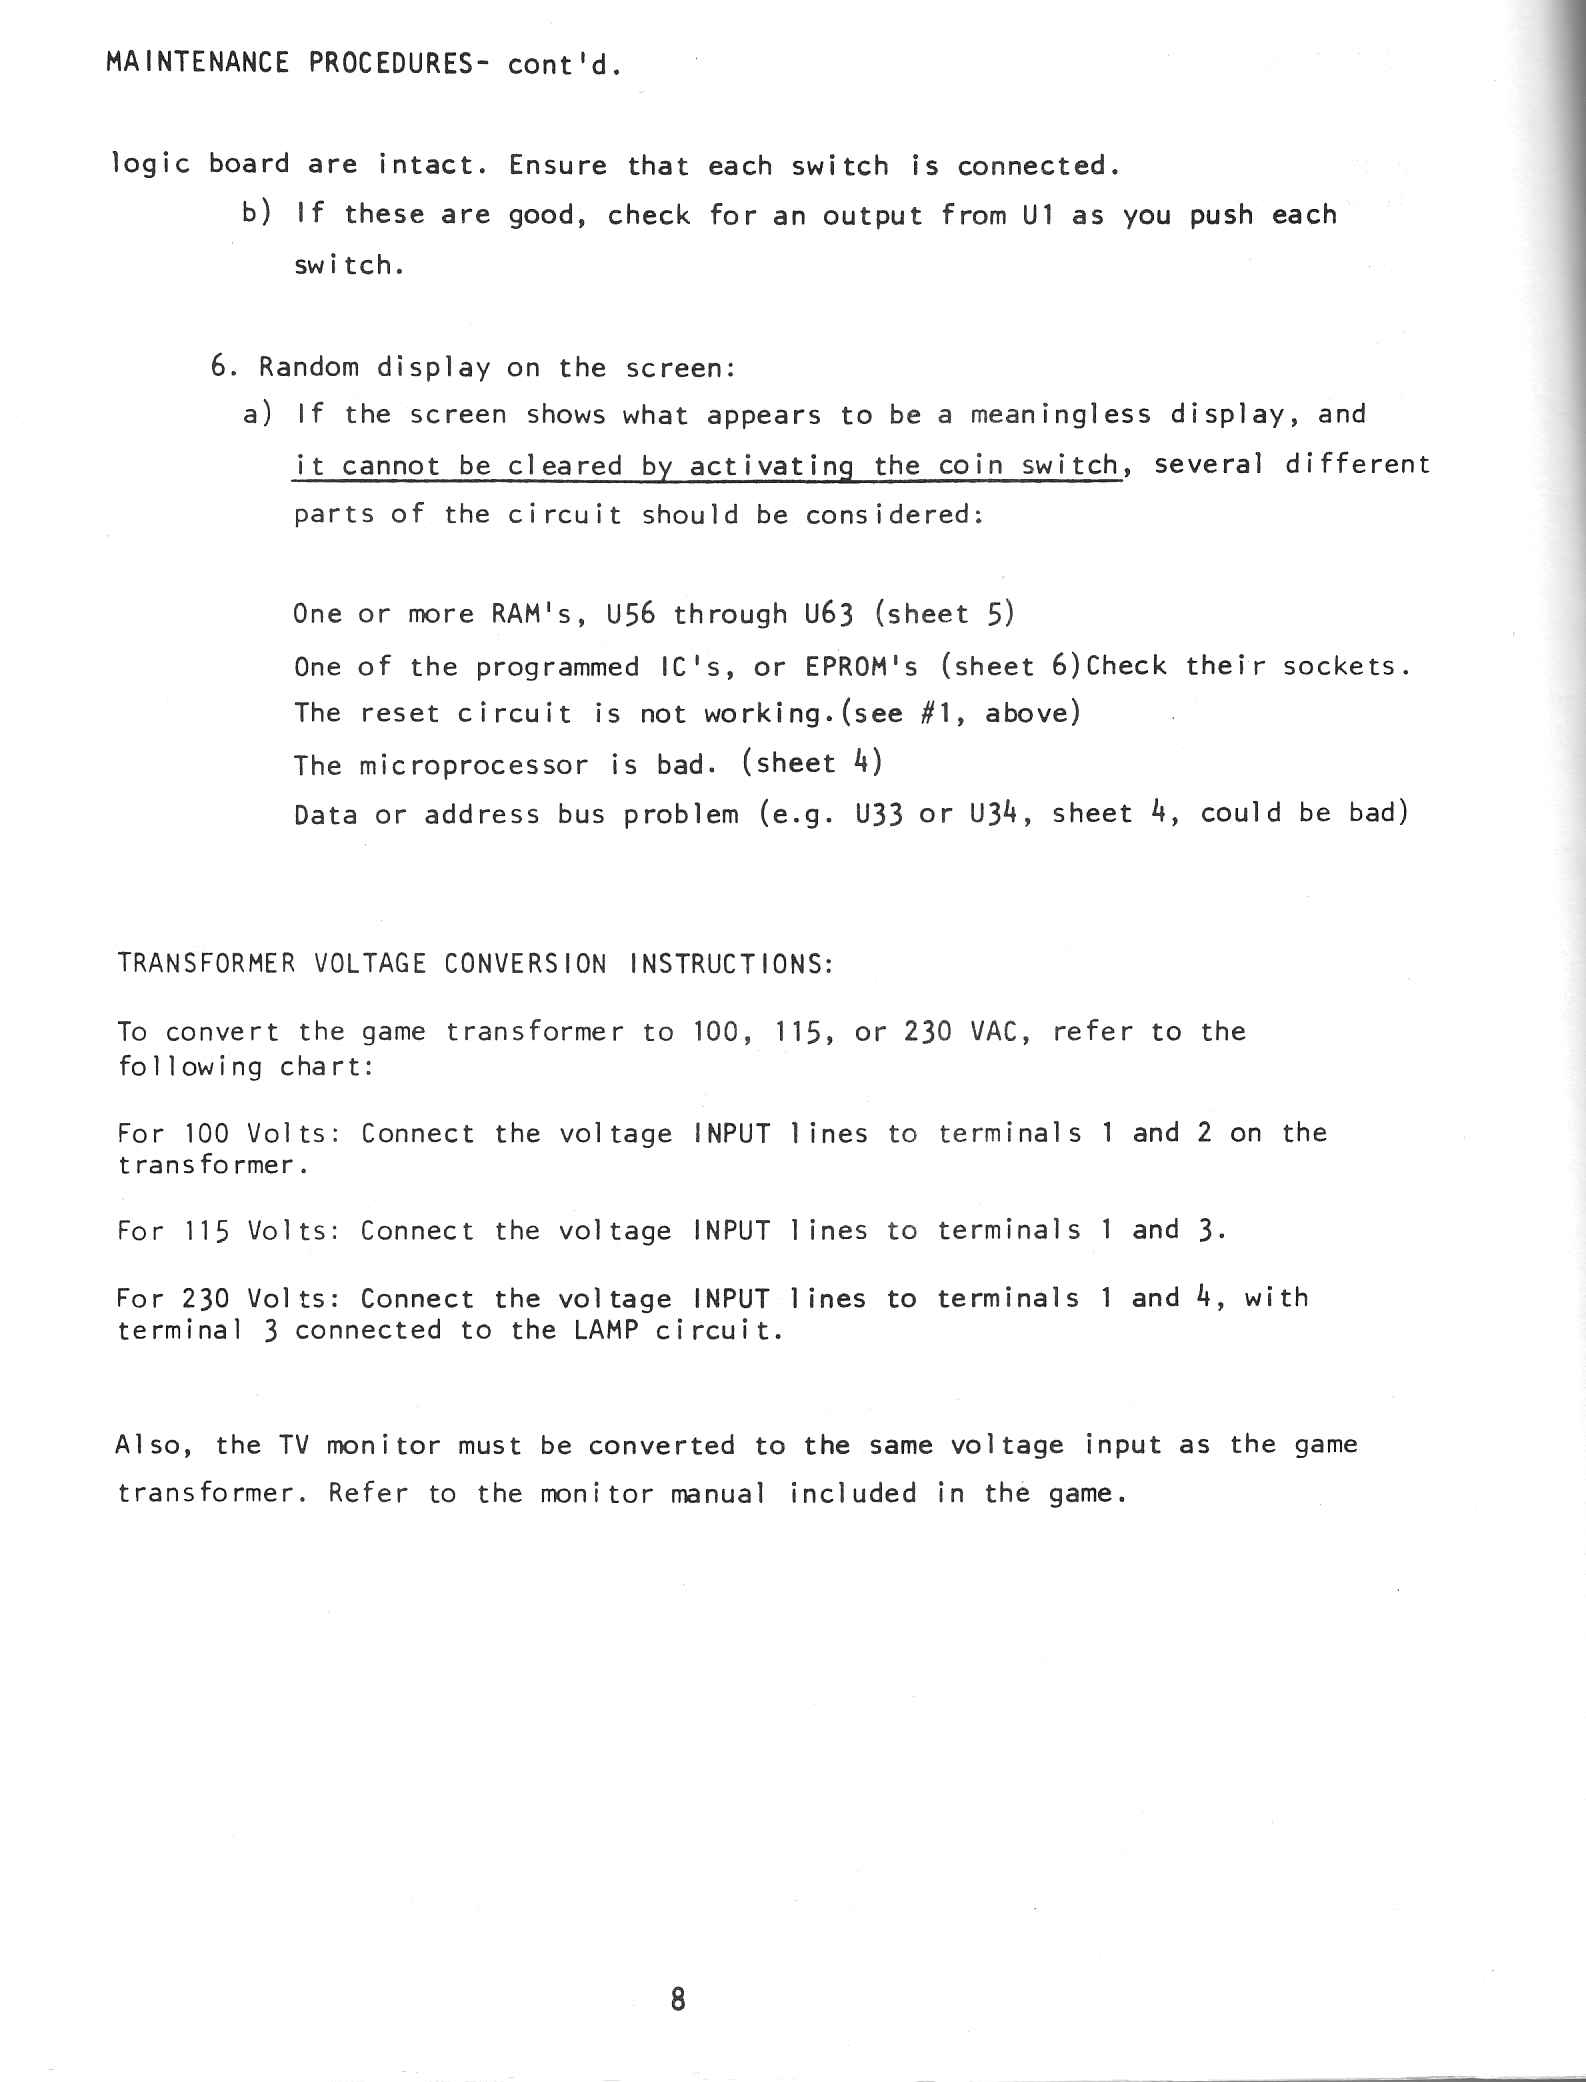 MAINTENANCE PROCEDURES- cont'd.
logic board are intact. Ensure that each switch is connected.
b) If these are good, check for an output from U1 as you push each
switch.
6. Random display on the screen:
a) If the screen shows what appears to be a meaningless display, and
it cannot be cleared by activating the coin switch, several different
parts of the circuit should be considered:
One or more RAM's, U56 through U63 (sheet 5)
One of the programmed IC's, or EPROM's (sheet 6)Check their sockets.
The reset circuit is not working.(see #1, above)
The microprocessor is bad. (sheet 4)
Data or address bus problem (e.g. U33 or U34, sheet 4, could be bad)
TRANSFORMER VOLTAGE CONVERSION INSTRUCTIONS:
To convert the game transformer to 100, 115, or 230 VAC, refer to the
following chart:
For 100 Volts: Connect the voltage INPUT lines to terminals 1 and 2 on the
transformer.
For 115 Volts: Connect the voltage INPUT lines to terminals 1 and 3.
For 230 Volts: Connect the voltage INPUT lines to terminals 1 and 4, with
terminal 3 connected to the LAMP circuit.
Also, the TV monitor must be converted to the same voltage input as the game
transformer. Refer to the monitor manual included in the game.
8